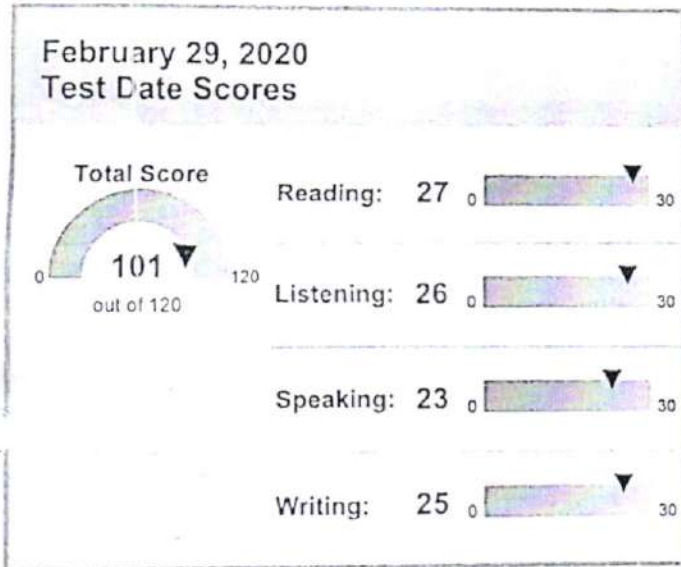 February 29, 2020
Test Date Scores
Total Score
0 101 120
out of 120
Reading: 27 0 30
Listening: 26 0 30
Speaking: 23 0 30
Writing: 25 0 30